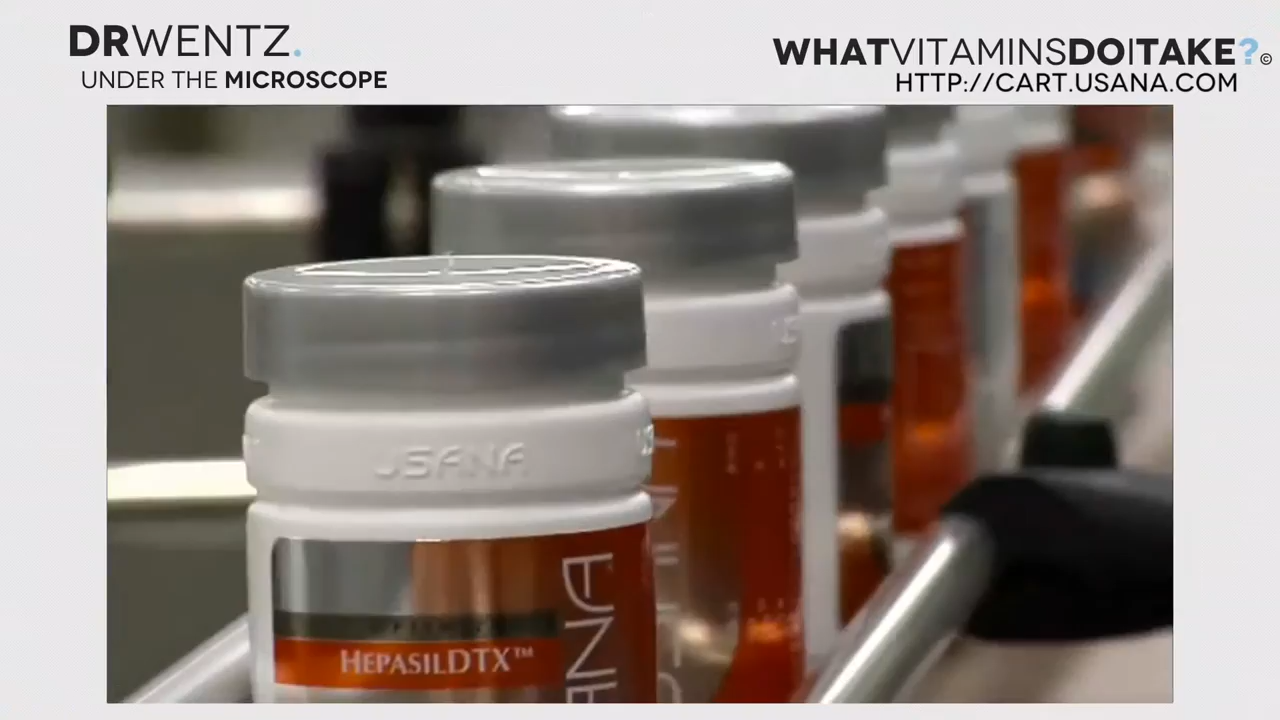 DRWENTZ.
UNDER THE MICROSCOPE
WHATVITAMINSDOITAKE?©
HTTP://CART.USANA.COM
USANA
HEPASILDTX™